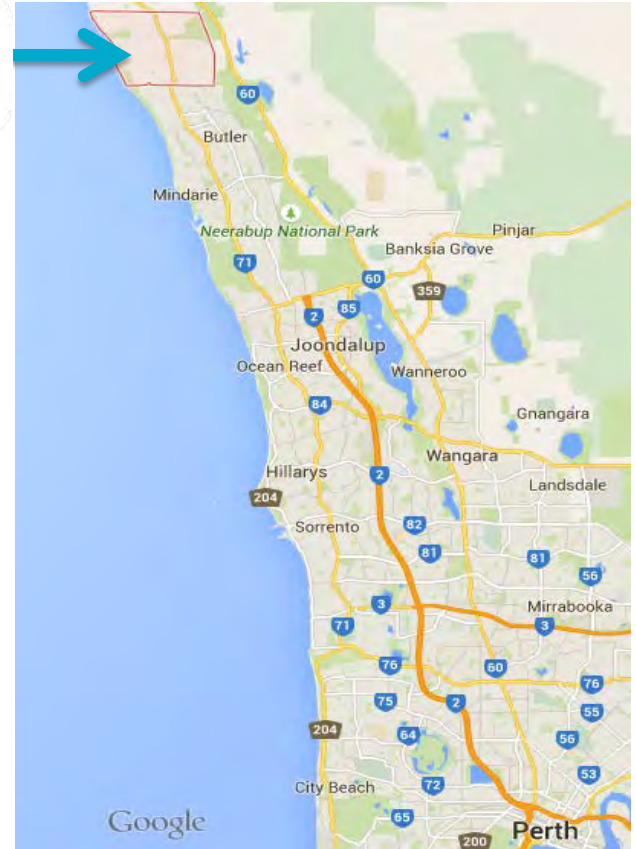 60
Butler
Mindarie
Neerabup National Park
Pinjar
Banksia Grove
71
60
359
85
2
Joondalup
Ocean Reef
Wanneroo
84
Gnangara
Wangara
Hillarys
2
Landsdale
204
Sorrento
82
81
81
56
3
Mirrabooka
71
3
76
60
76
75
2
55
204
64
56
53
City Beach
72
Google
65
200
Perth